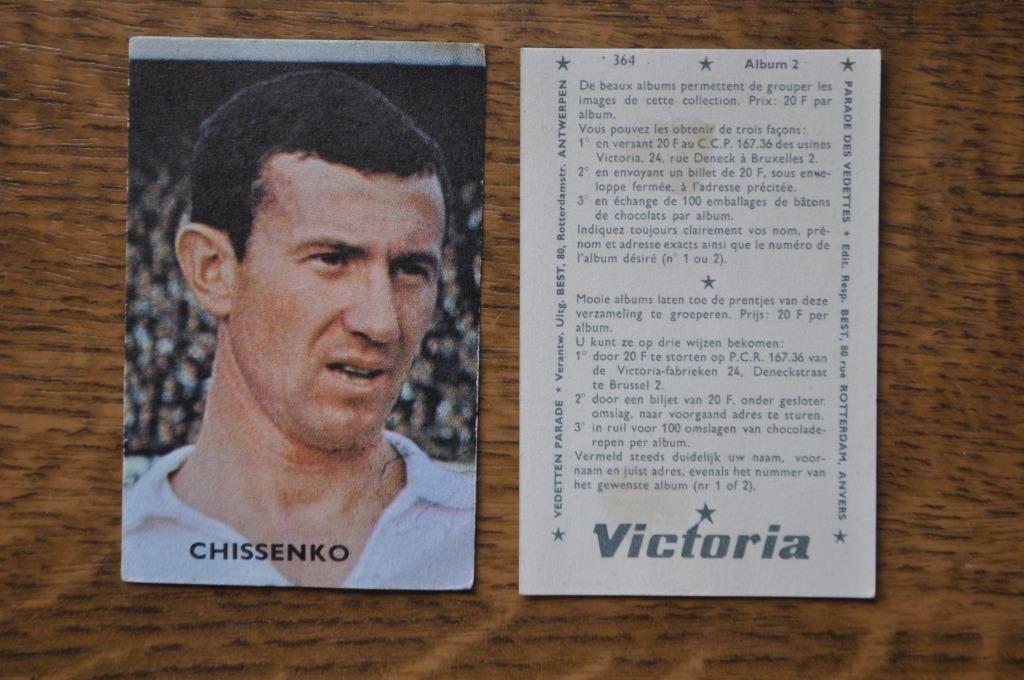 CHISSENKO
364 Album 2
De beaux albums permettent de grouper les
images de cette collection. Prix: 20 F par
album.
Vous pouvez les obtenir de trois façons:
1° en versant 20 F au C.C.P. 167.36 des usines
Victoria, 24, rue Deneck à Bruxelles 2.
2° en envoyant un billet de 20 F, sous enve-
loppe fermée, à l'adresse précitée.
3° en échange de 100 emballages de bâtons
de chocolats par album.
Indiquez toujours clairement vos nom, pré-
nom et adresse exacts ainsi que le numéro de
l'album désiré (n° 1 ou 2).
Mooie albums laten toe de prentjes van deze
verzameling te groeperen. Prijs: 20 F per
album.
U kunt ze op drie wijzen bekomen:
1° door 20 F te storten op P.C.R. 167.36 van
de Victoria-fabrieken 24, Deneckstraat
te Brussel 2.
2° door een biljet van 20 F, onder gesloten
omslag, naar voorgaand adres te sturen.
3° in ruil voor 100 omslagen van chocolade-
repen per album.
Vermeld steeds duidelijk uw naam, voor-
naam en juist adres, evenals het nummer van
het gewenste album (nr 1 of 2).
Victoria
VEDETTEN PARADE ★ Verantw. Uitg. BEST, 80, Rotterdamstr. ANTWERPEN
PARADE DES VEDETTES ★ Edit. Resp. BEST, 80 rue ROTTERDAM, ANVERS